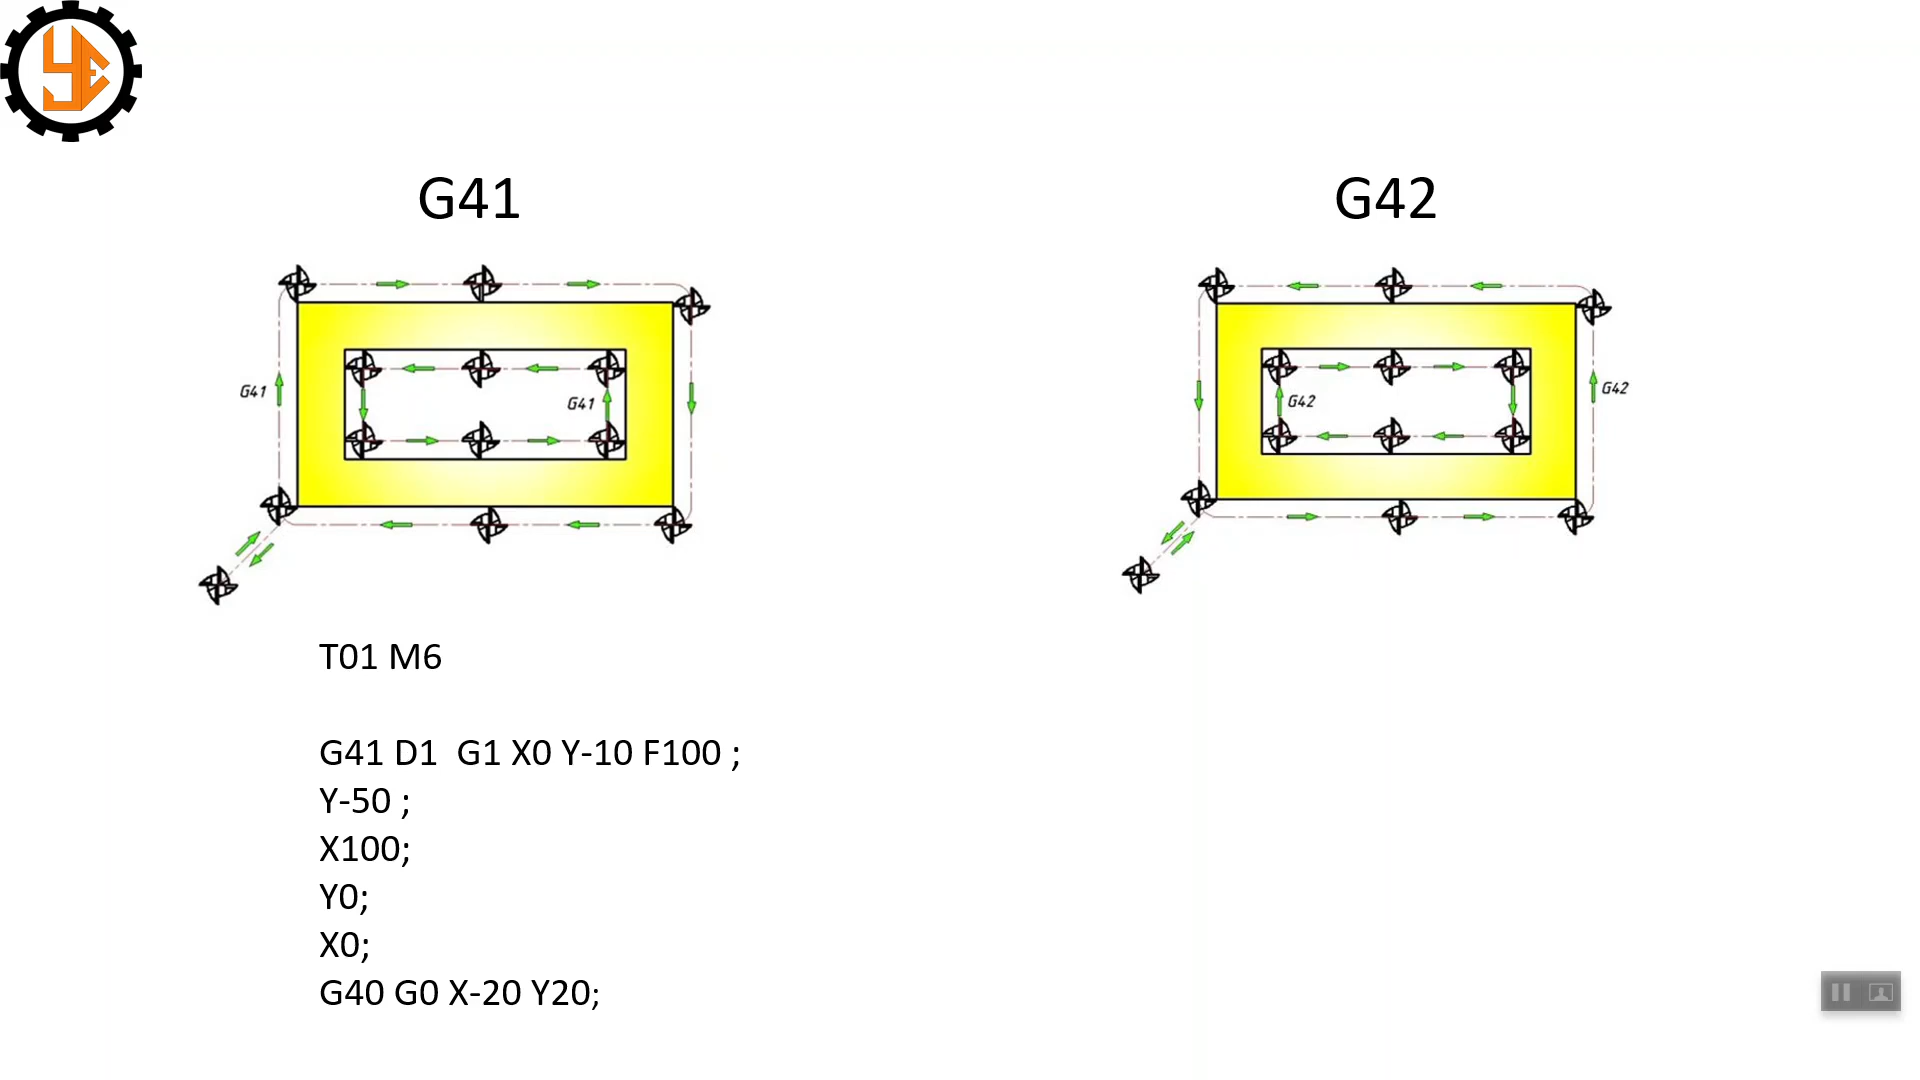 YE
G41
G42
G41
G41
G42
G42
T01 M6
G41 D1  G1 X0 Y-10 F100 ;
Y-50 ;
X100;
Y0;
X0;
G40 G0 X-20 Y20;